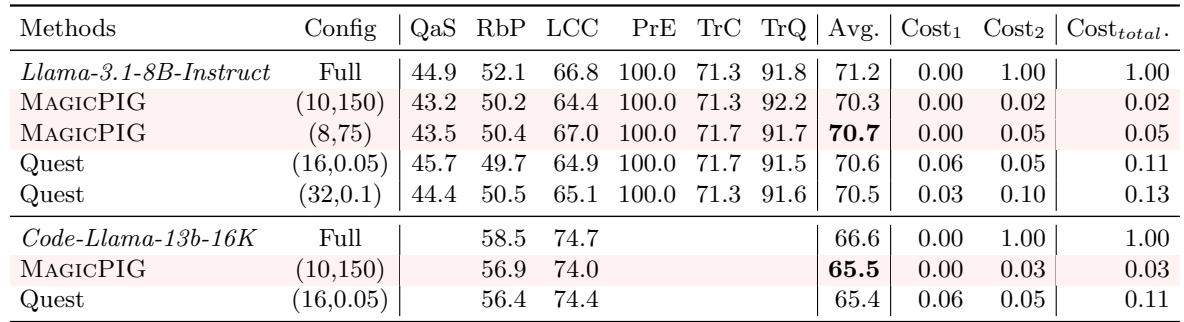 Methods Config QaS RbP LCC PrE TrC TrQ Avg. Cost₁ Cost₂ Cost_total.
Llama-3.1-8B-Instruct Full 44.9 52.1 66.8 100.0 71.3 91.8 71.2 0.00 1.00 1.00
MAGICPIG (10,150) 43.2 50.2 64.4 100.0 71.3 92.2 70.3 0.00 0.02 0.02
MAGICPIG (8,75) 43.5 50.4 67.0 100.0 71.7 91.7 70.7 0.00 0.05 0.05
Quest (16,0.05) 45.7 49.7 64.9 100.0 71.7 91.5 70.6 0.06 0.05 0.11
Quest (32,0.1) 44.4 50.5 65.1 100.0 71.3 91.6 70.5 0.03 0.10 0.13
Code-Llama-13b-16K Full 58.5 74.7 66.6 0.00 1.00 1.00
MAGICPIG (10,150) 56.9 74.0 65.5 0.00 0.03 0.03
Quest (16,0.05) 56.4 74.4 65.4 0.06 0.05 0.11